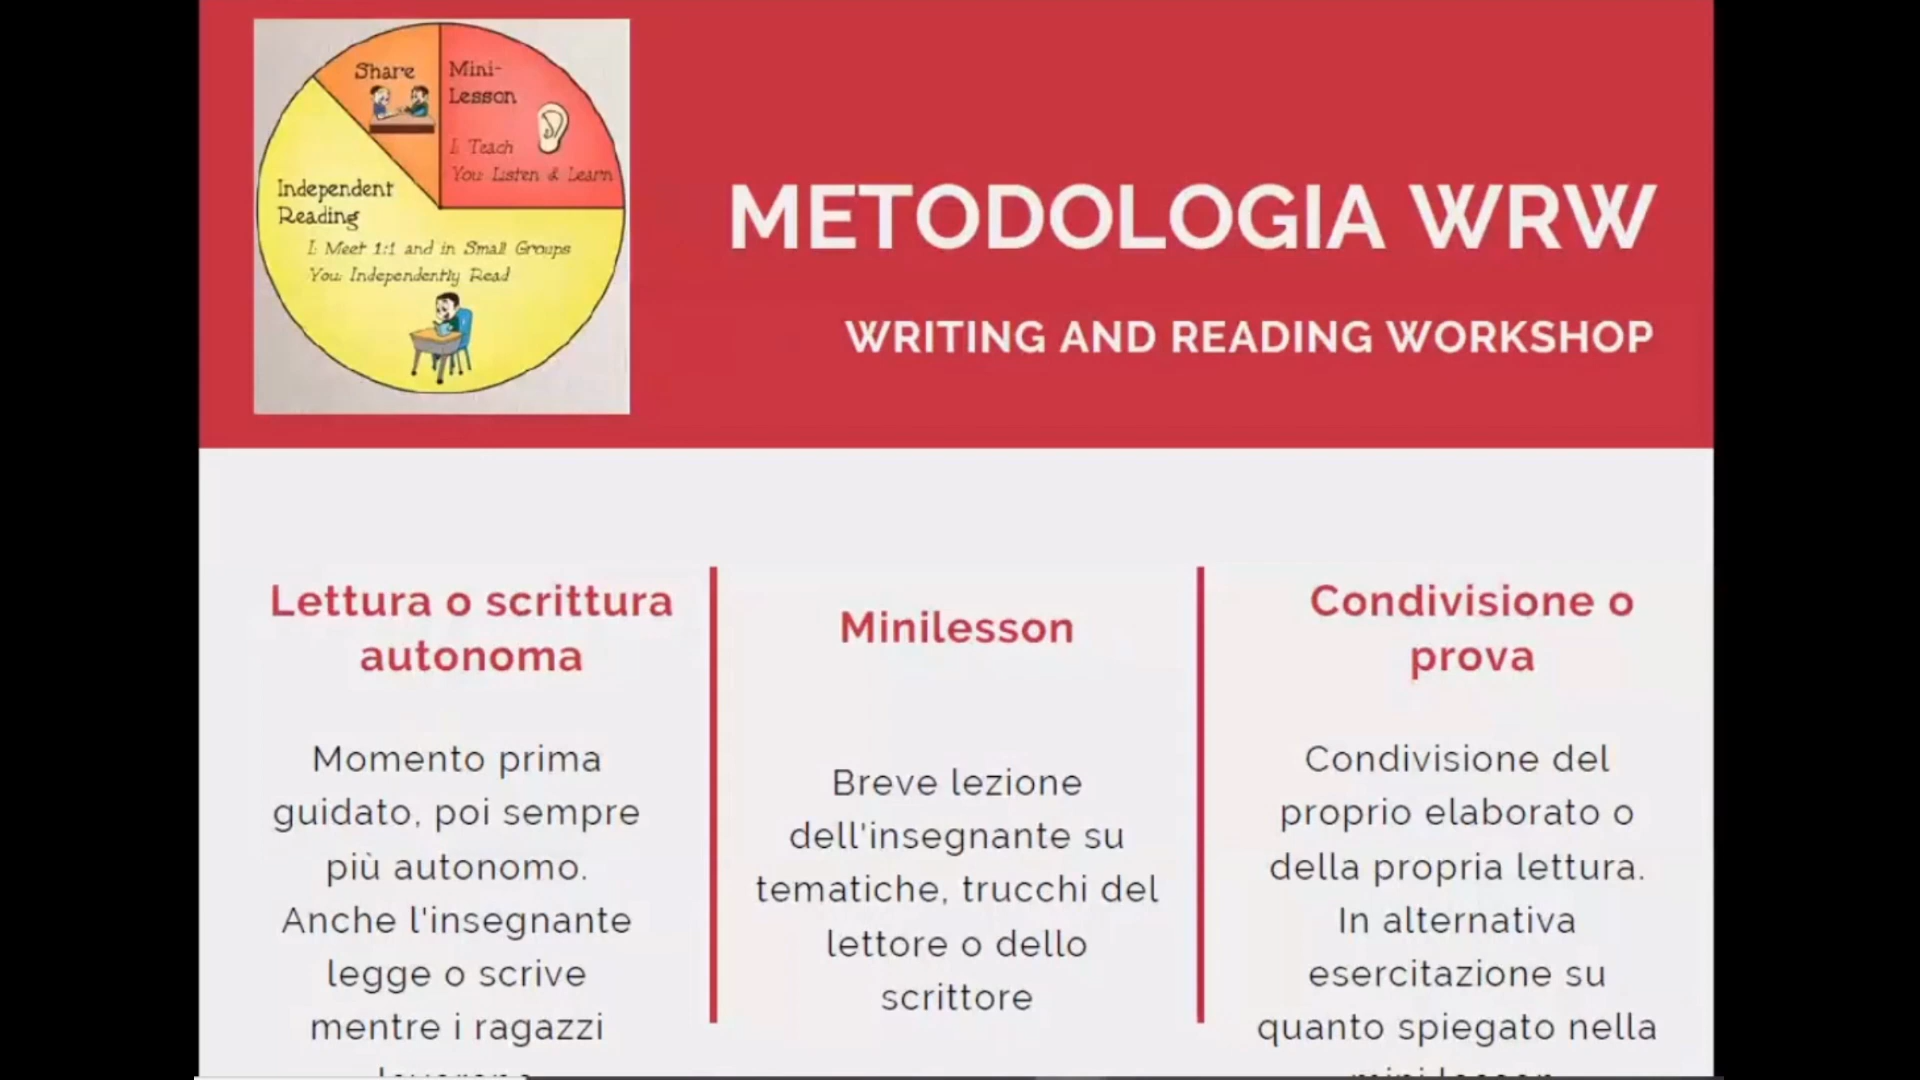 Share
Mini-
Lesson
I: Teach
You: Listen & Learn
Independent
Reading
I: Meet 1:1 and in Small Groups
You: Independently Read
METODOLOGIA WRW
WRITING AND READING WORKSHOP
Lettura o scrittura
autonoma
Momento prima
guidato, poi sempre
più autonomo.
Anche l'insegnante
legge o scrive
mentre i ragazzi
Minilesson
Breve lezione
dell'insegnante su
tematiche, trucchi del
lettore o dello
scrittore
Condivisione o
prova
Condivisione del
proprio elaborato o
della propria lettura.
In alternativa
esercitazione su
quanto spiegato nella